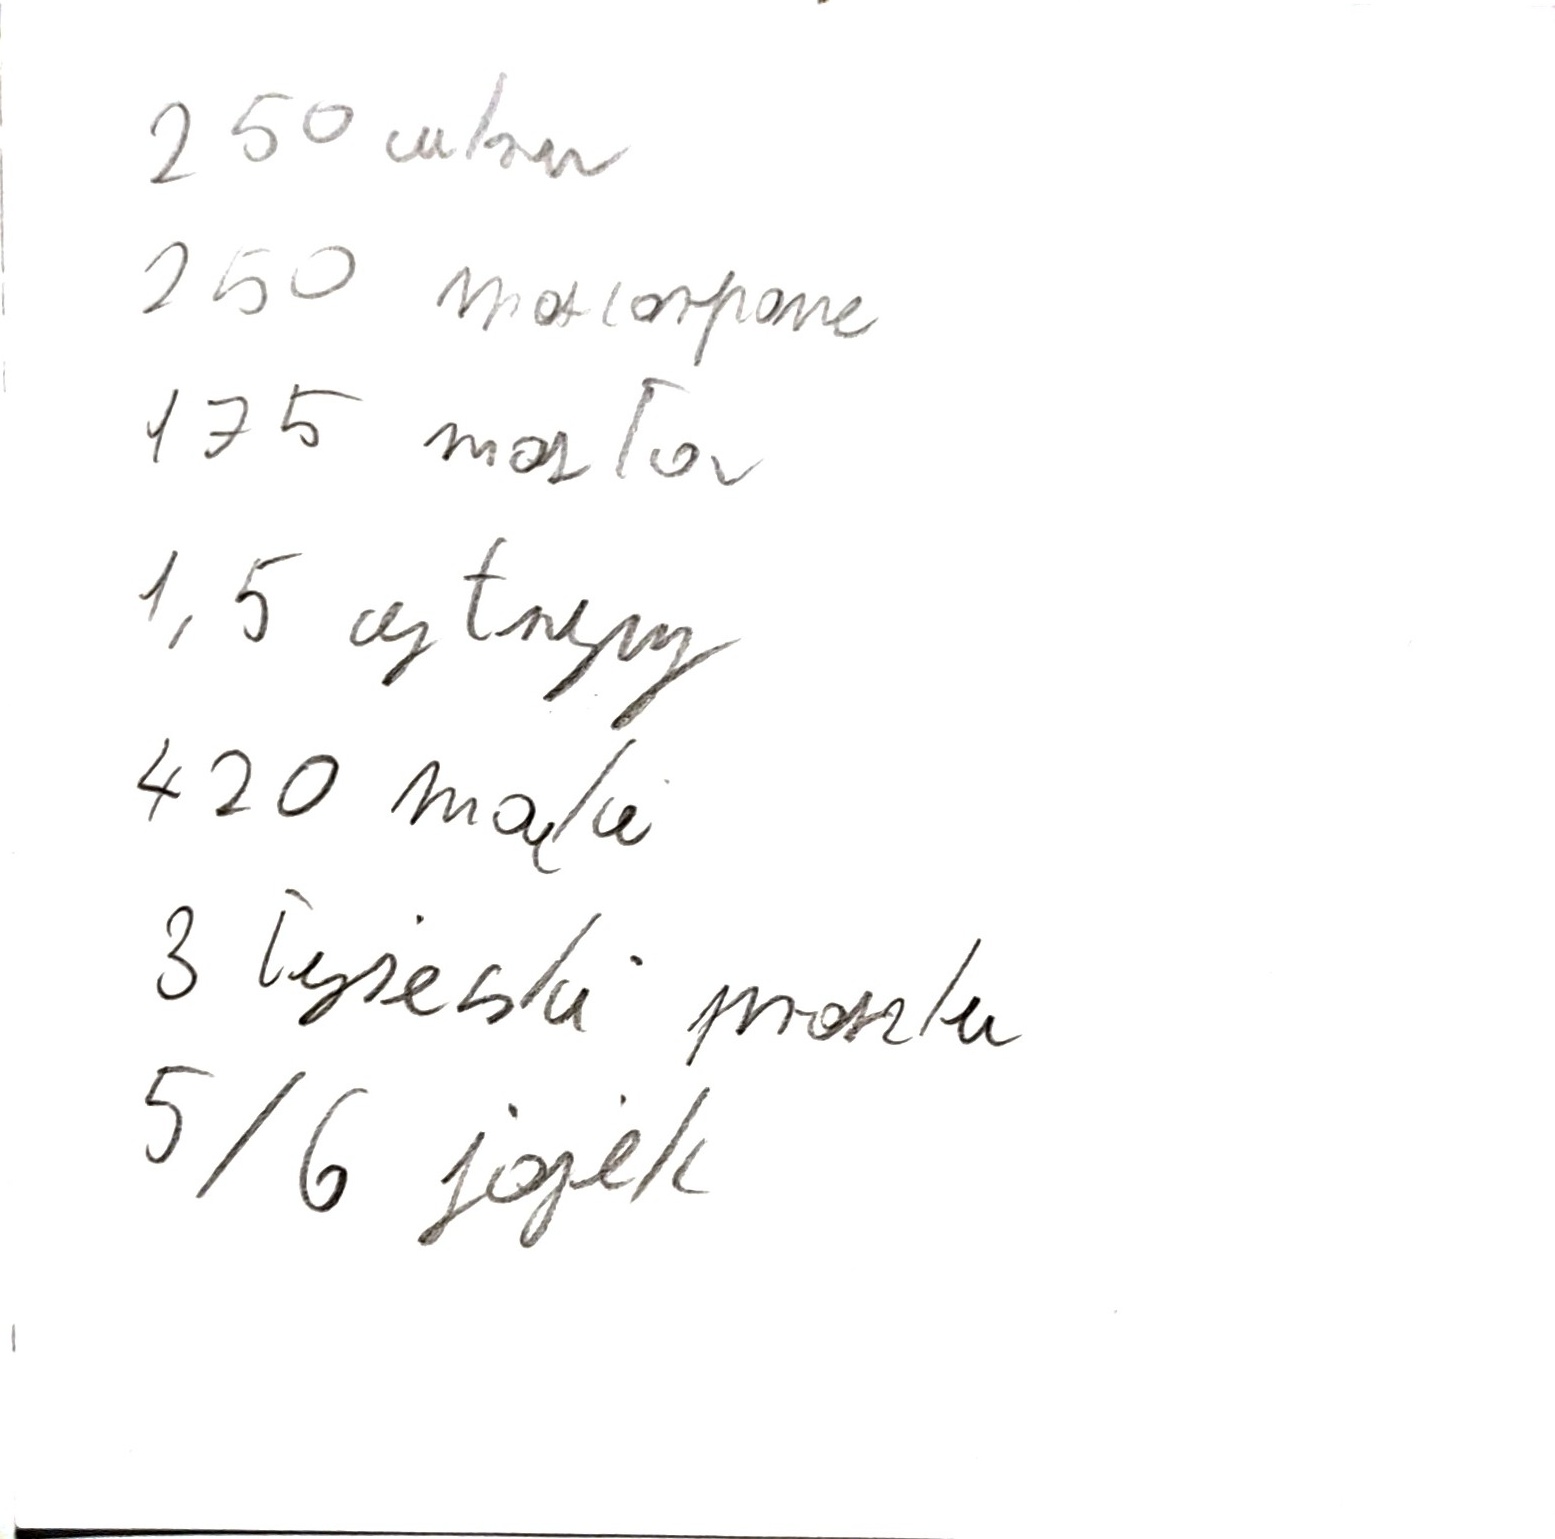 250 cukru
250 mascarpone
175 masła
1,5 cytryny
420 mąki
3 łyżeczki proszku
5/6 jajek